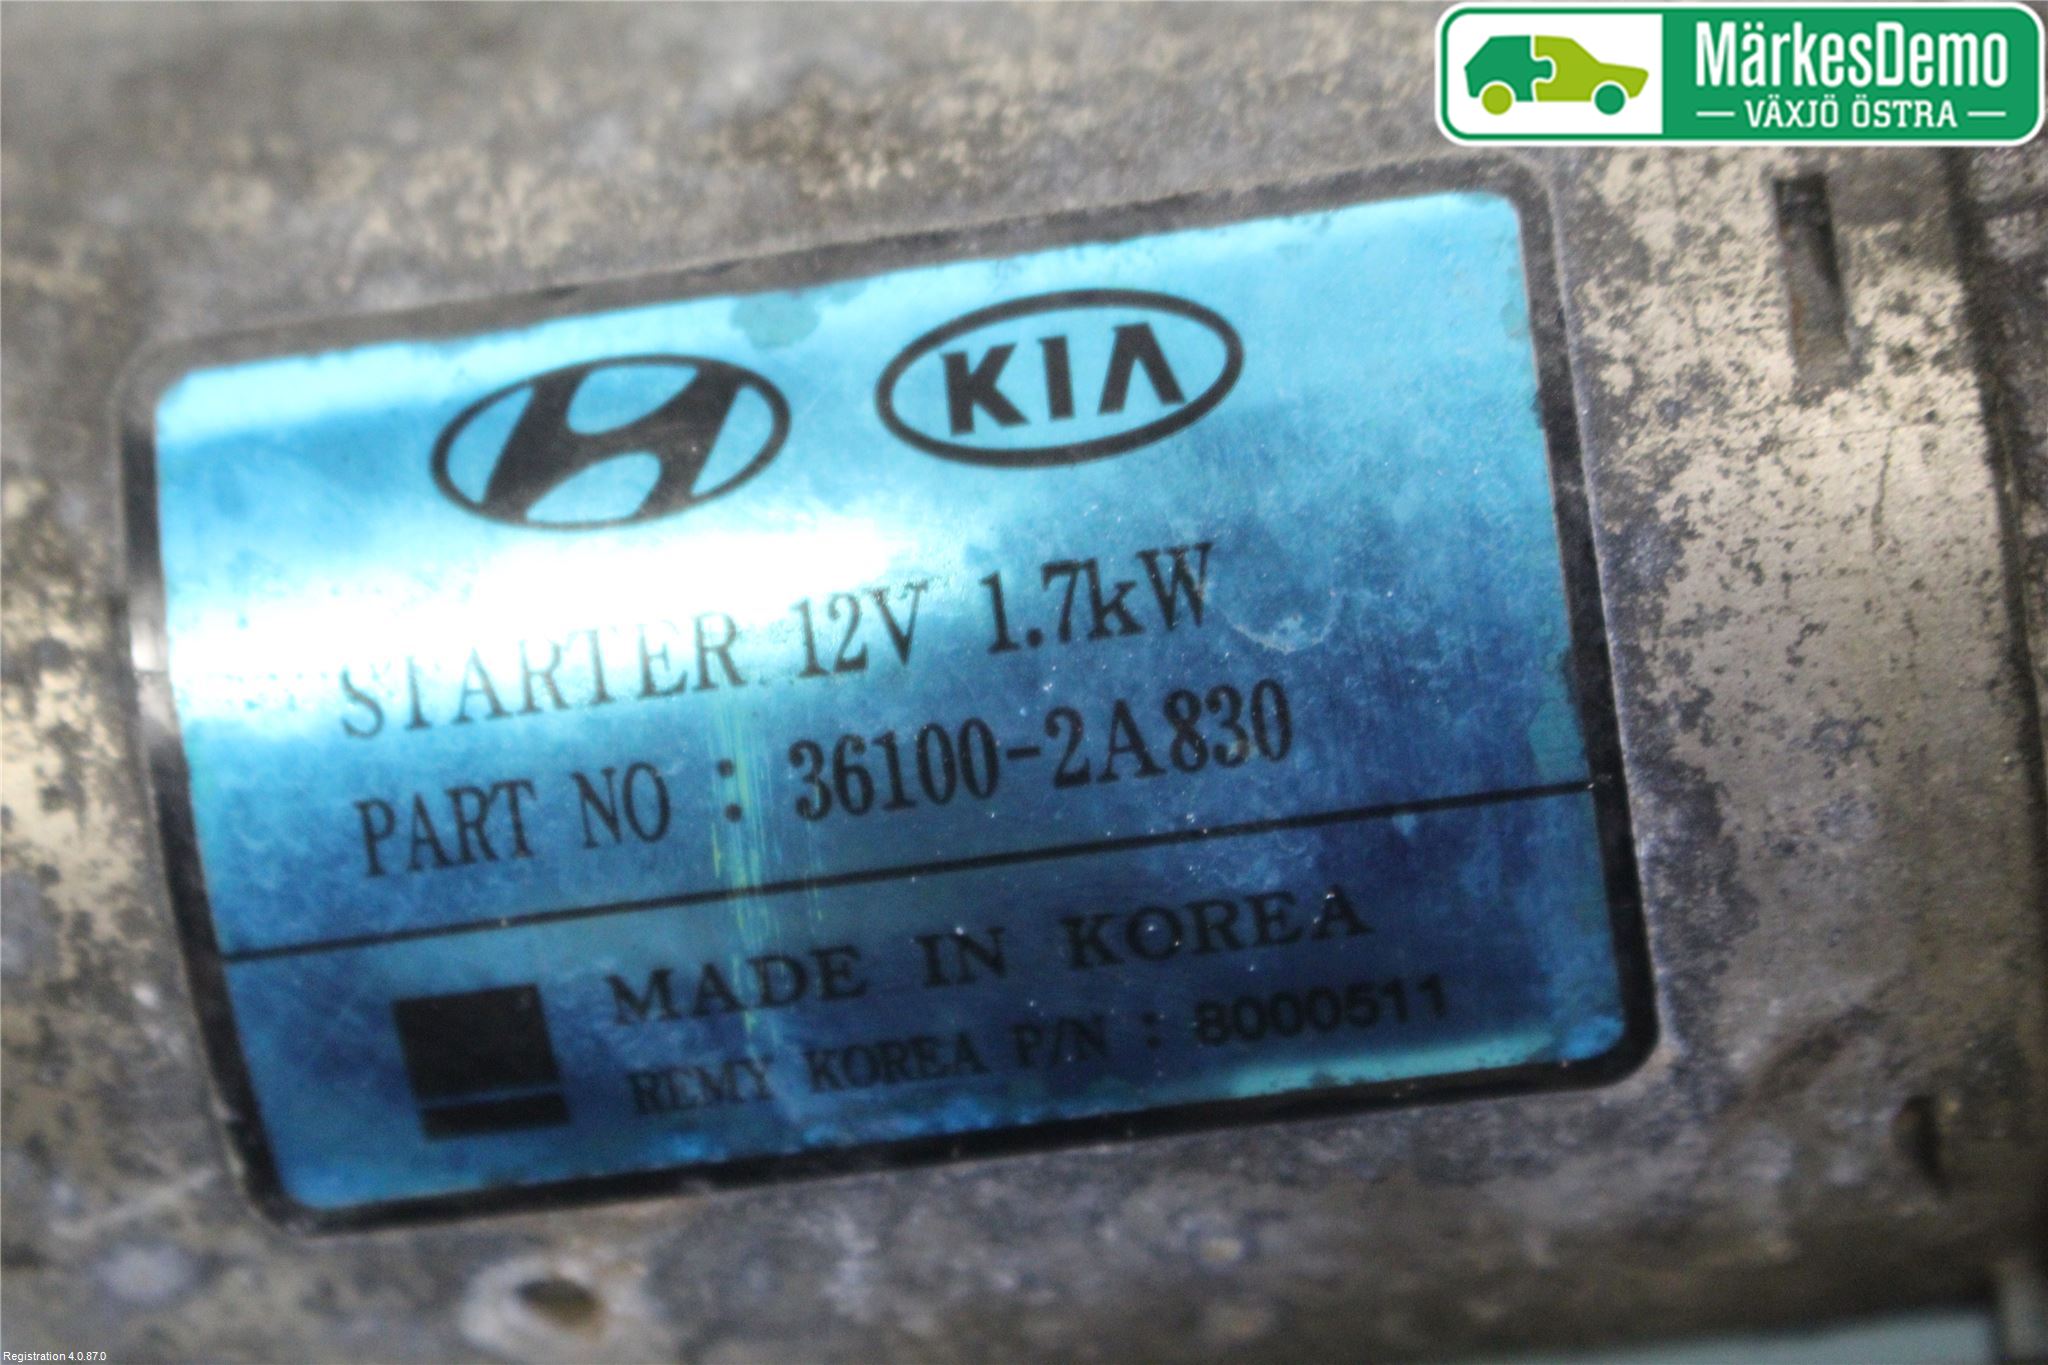 MärkesDemo
VÄXJÖ ÖSTRA
KIA
STARTER 12V 1.7kW
PART NO : 36100-2A830
MADE IN KOREA
REMY KOREA P/N : 8000511
Registration 4.0.87.0